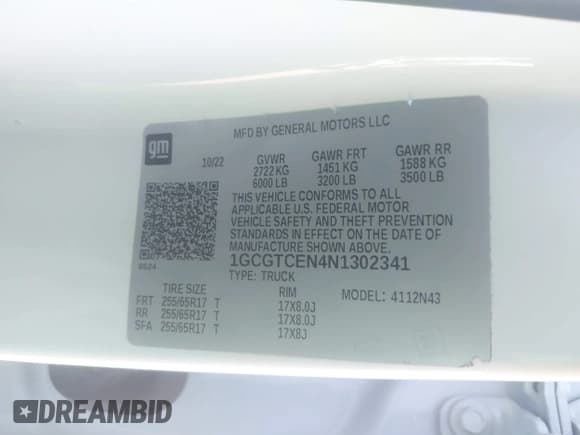 gm
MFD BY GENERAL MOTORS LLC
10/22 GVWR GAWR FRT GAWR RR
2722 KG 1451 KG 1588 KG
6000 LB 3200 LB 3500 LB
THIS VEHICLE CONFORMS TO ALL
APPLICABLE U.S. FEDERAL MOTOR
VEHICLE SAFETY AND THEFT PREVENTION
STANDARDS IN EFFECT ON THE DATE OF
MANUFACTURE SHOWN ABOVE.
1GCGTCEN4N1302341
TYPE: TRUCK
TIRE SIZE RIM MODEL: 4112N43
FRT 255/65R17 T 17X8.0J
RR 255/65R17 T 17X8.0J
SFA 255/65R17 T 17X8J
DREAMBID